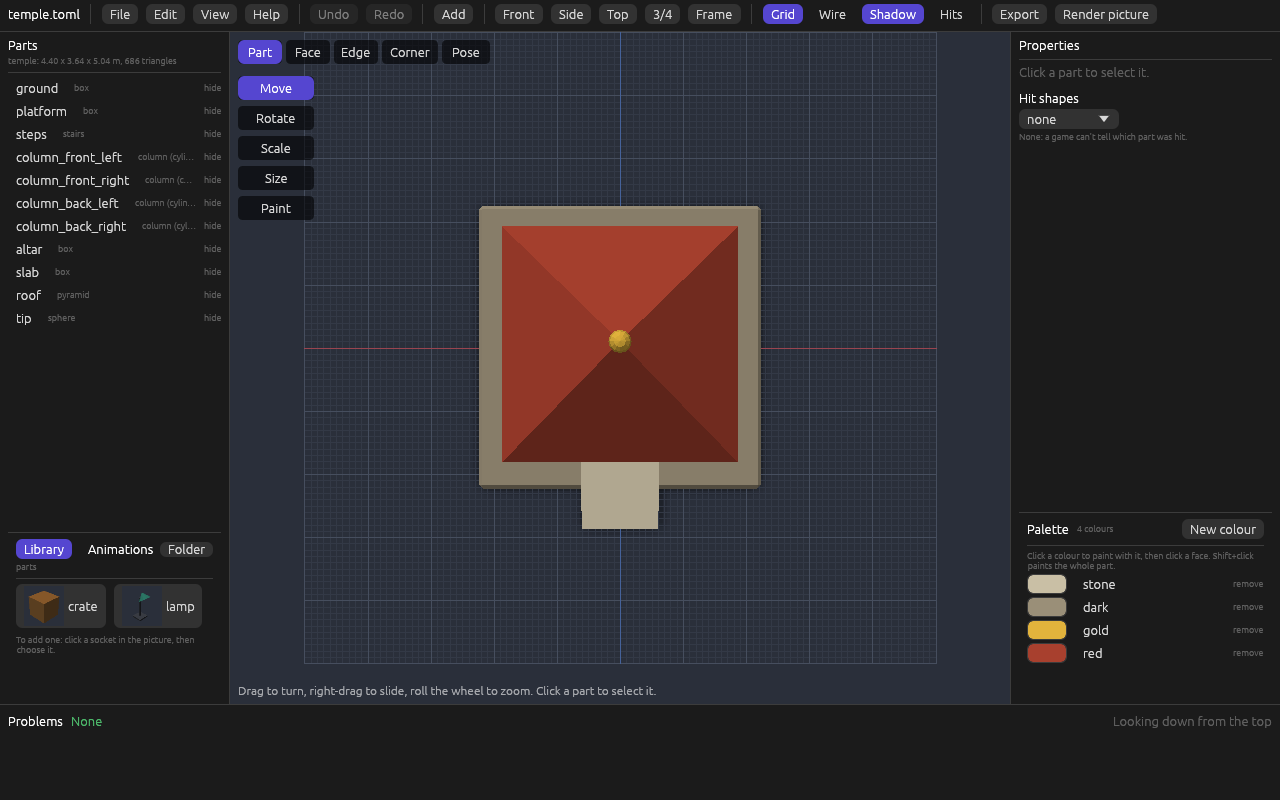 temple.toml File Edit View Help Undo Redo Add Front Side Top 3/4 Frame Grid Wire Shadow Hits Export Render picture
Parts
temple: 4.40 x 3.64 x 5.04 m, 686 triangles
ground box hide
platform box hide
steps stairs hide
column_front_left column (cyli... hide
column_front_right column (c... hide
column_back_left column (cylin... hide
column_back_right column (cyl... hide
altar box hide
slab box hide
roof pyramid hide
tip sphere hide
Library Animations Folder
parts
crate lamp
To add one: click a socket in the picture, then
choose it.
Part Face Edge Corner Pose
Move
Rotate
Scale
Size
Paint
Drag to turn, right-drag to slide, roll the wheel to zoom. Click a part to select it.
Properties
Click a part to select it.
Hit shapes
none
None: a game can't tell which part was hit.
Palette 4 colours New colour
Click a colour to paint with it, then click a face. Shift+click
paints the whole part.
stone remove
dark remove
gold remove
red remove
Problems None Looking down from the top